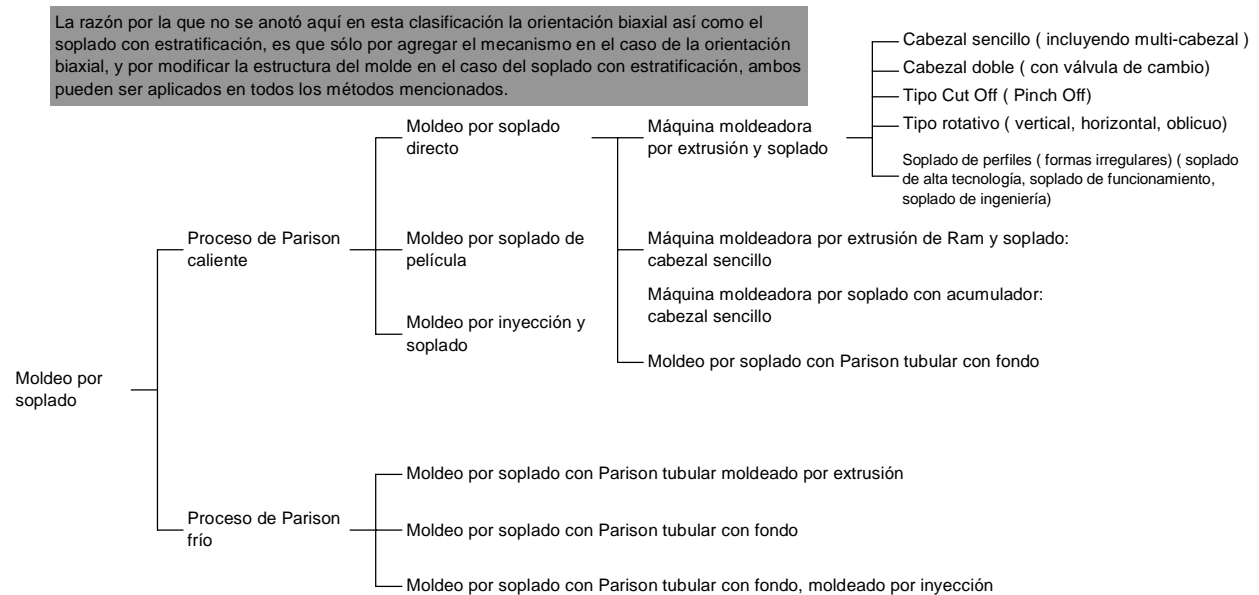 La razón por la que no se anotó aquí en esta clasificación la orientación biaxial así como el
soplado con estratificación, es que sólo por agregar el mecanismo en el caso de la orientación
biaxial, y por modificar la estructura del molde en el caso del soplado con estratificación, ambos
pueden ser aplicados en todos los métodos mencionados.
Moldeo por
soplado
Proceso de Parison
caliente
Moldeo por soplado
directo
Máquina moldeadora
por extrusión y soplado
Cabezal sencillo ( incluyendo multi-cabezal )
Cabezal doble ( con válvula de cambio)
Tipo Cut Off ( Pinch Off)
Tipo rotativo ( vertical, horizontal, oblicuo)
Soplado de perfiles ( formas irregulares) ( soplado
de alta tecnología, soplado de funcionamiento,
soplado de ingeniería)
Máquina moldeadora por extrusión de Ram y soplado:
cabezal sencillo
Máquina moldeadora por soplado con acumulador:
cabezal sencillo
Moldeo por soplado con Parison tubular con fondo
Moldeo por soplado de
película
Moldeo por inyección y
soplado
Proceso de Parison
frío
Moldeo por soplado con Parison tubular moldeado por extrusión
Moldeo por soplado con Parison tubular con fondo
Moldeo por soplado con Parison tubular con fondo, moldeado por inyección